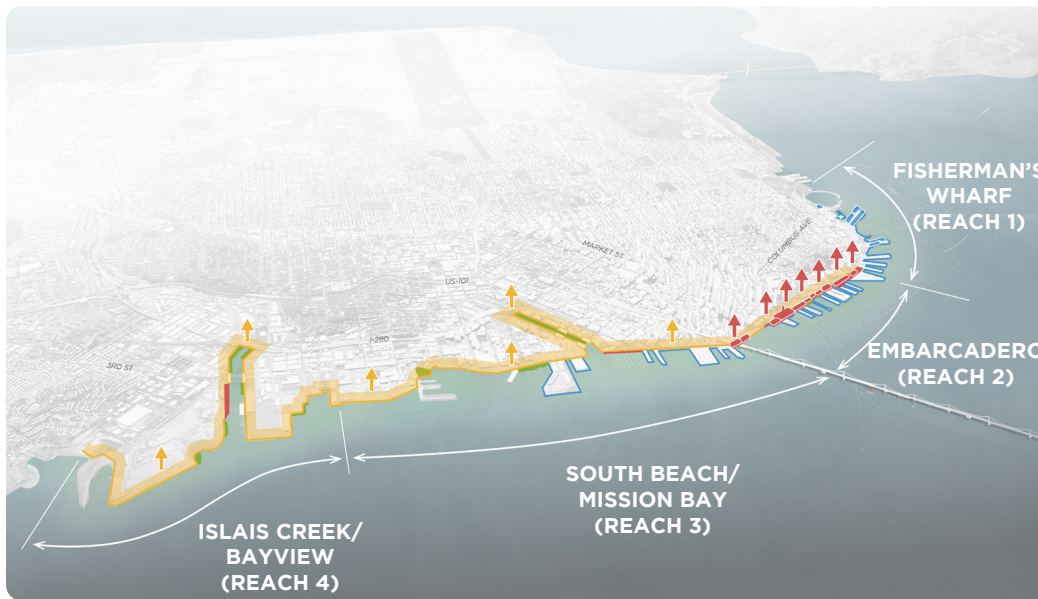 FISHERMAN'S
WHARF
(REACH 1)
COLUMBUS AVE
MARKET ST
US-101
I-280
3RD ST
EMBARCADERO
(REACH 2)
SOUTH BEACH/
MISSION BAY
(REACH 3)
ISLAIS CREEK/
BAYVIEW
(REACH 4)